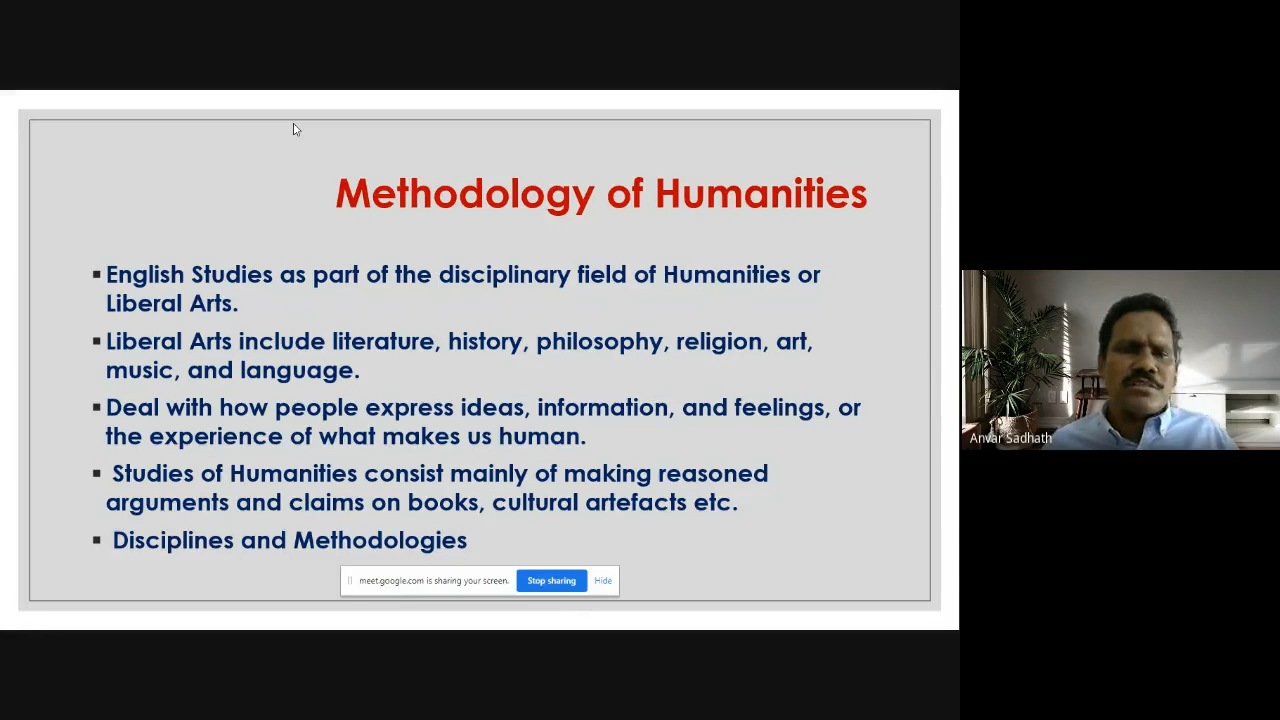 Methodology of Humanities
▪ English Studies as part of the disciplinary field of Humanities or
Liberal Arts.
▪ Liberal Arts include literature, history, philosophy, religion, art,
music, and language.
▪ Deal with how people express ideas, information, and feelings, or
the experience of what makes us human.
▪ Studies of Humanities consist mainly of making reasoned
arguments and claims on books, cultural artefacts etc.
▪ Disciplines and Methodologies
meet.google.com is sharing your screen. Stop sharing Hide
Anvar Sadhath